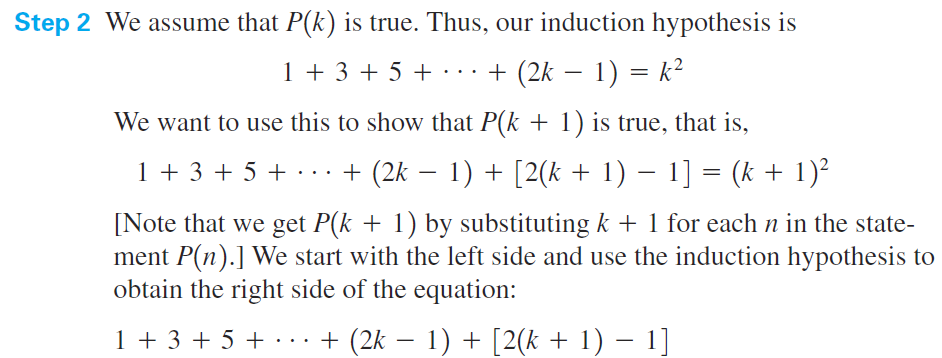 Step 2 We assume that P(k) is true. Thus, our induction hypothesis is
1 + 3 + 5 + · · · + (2k − 1) = k²
We want to use this to show that P(k + 1) is true, that is,
1 + 3 + 5 + · · · + (2k − 1) + [2(k + 1) − 1] = (k + 1)²
[Note that we get P(k + 1) by substituting k + 1 for each n in the state-
ment P(n).] We start with the left side and use the induction hypothesis to
obtain the right side of the equation:
1 + 3 + 5 + · · · + (2k − 1) + [2(k + 1) − 1]